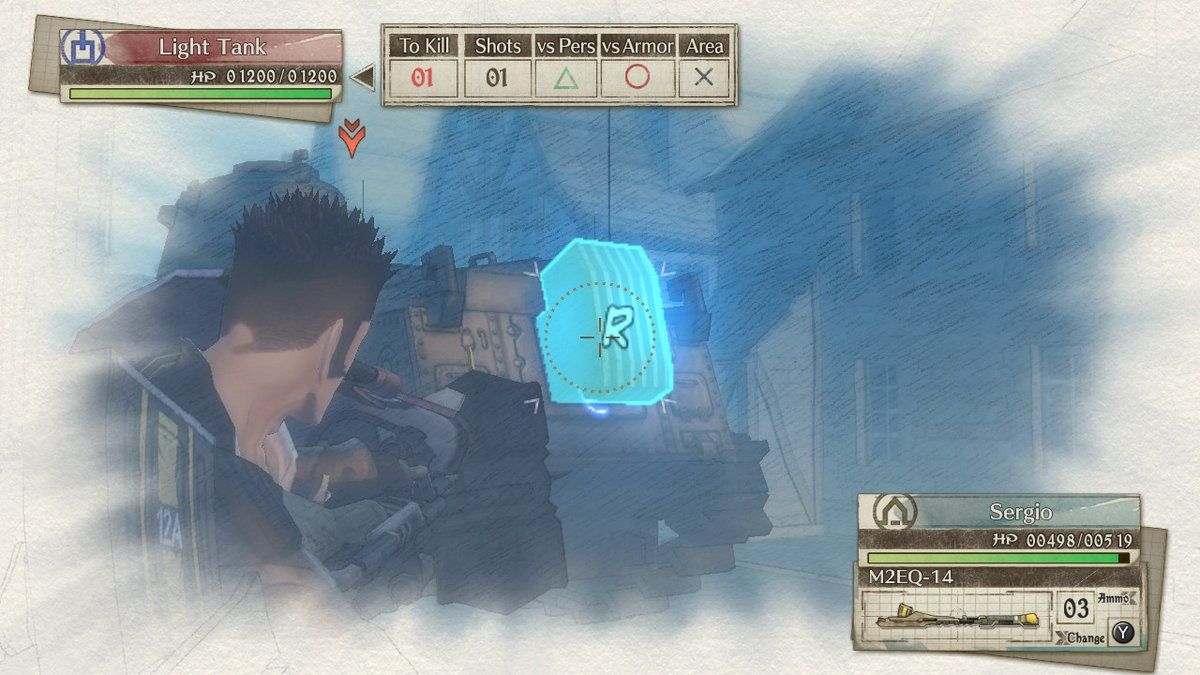 Light Tank
HP 01200/01200
To Kill Shots vs Pers vs Armor Area
01 01
R
12A
Sergio
HP 00498/00519
M2EQ-14
03 Ammo X
Change Y